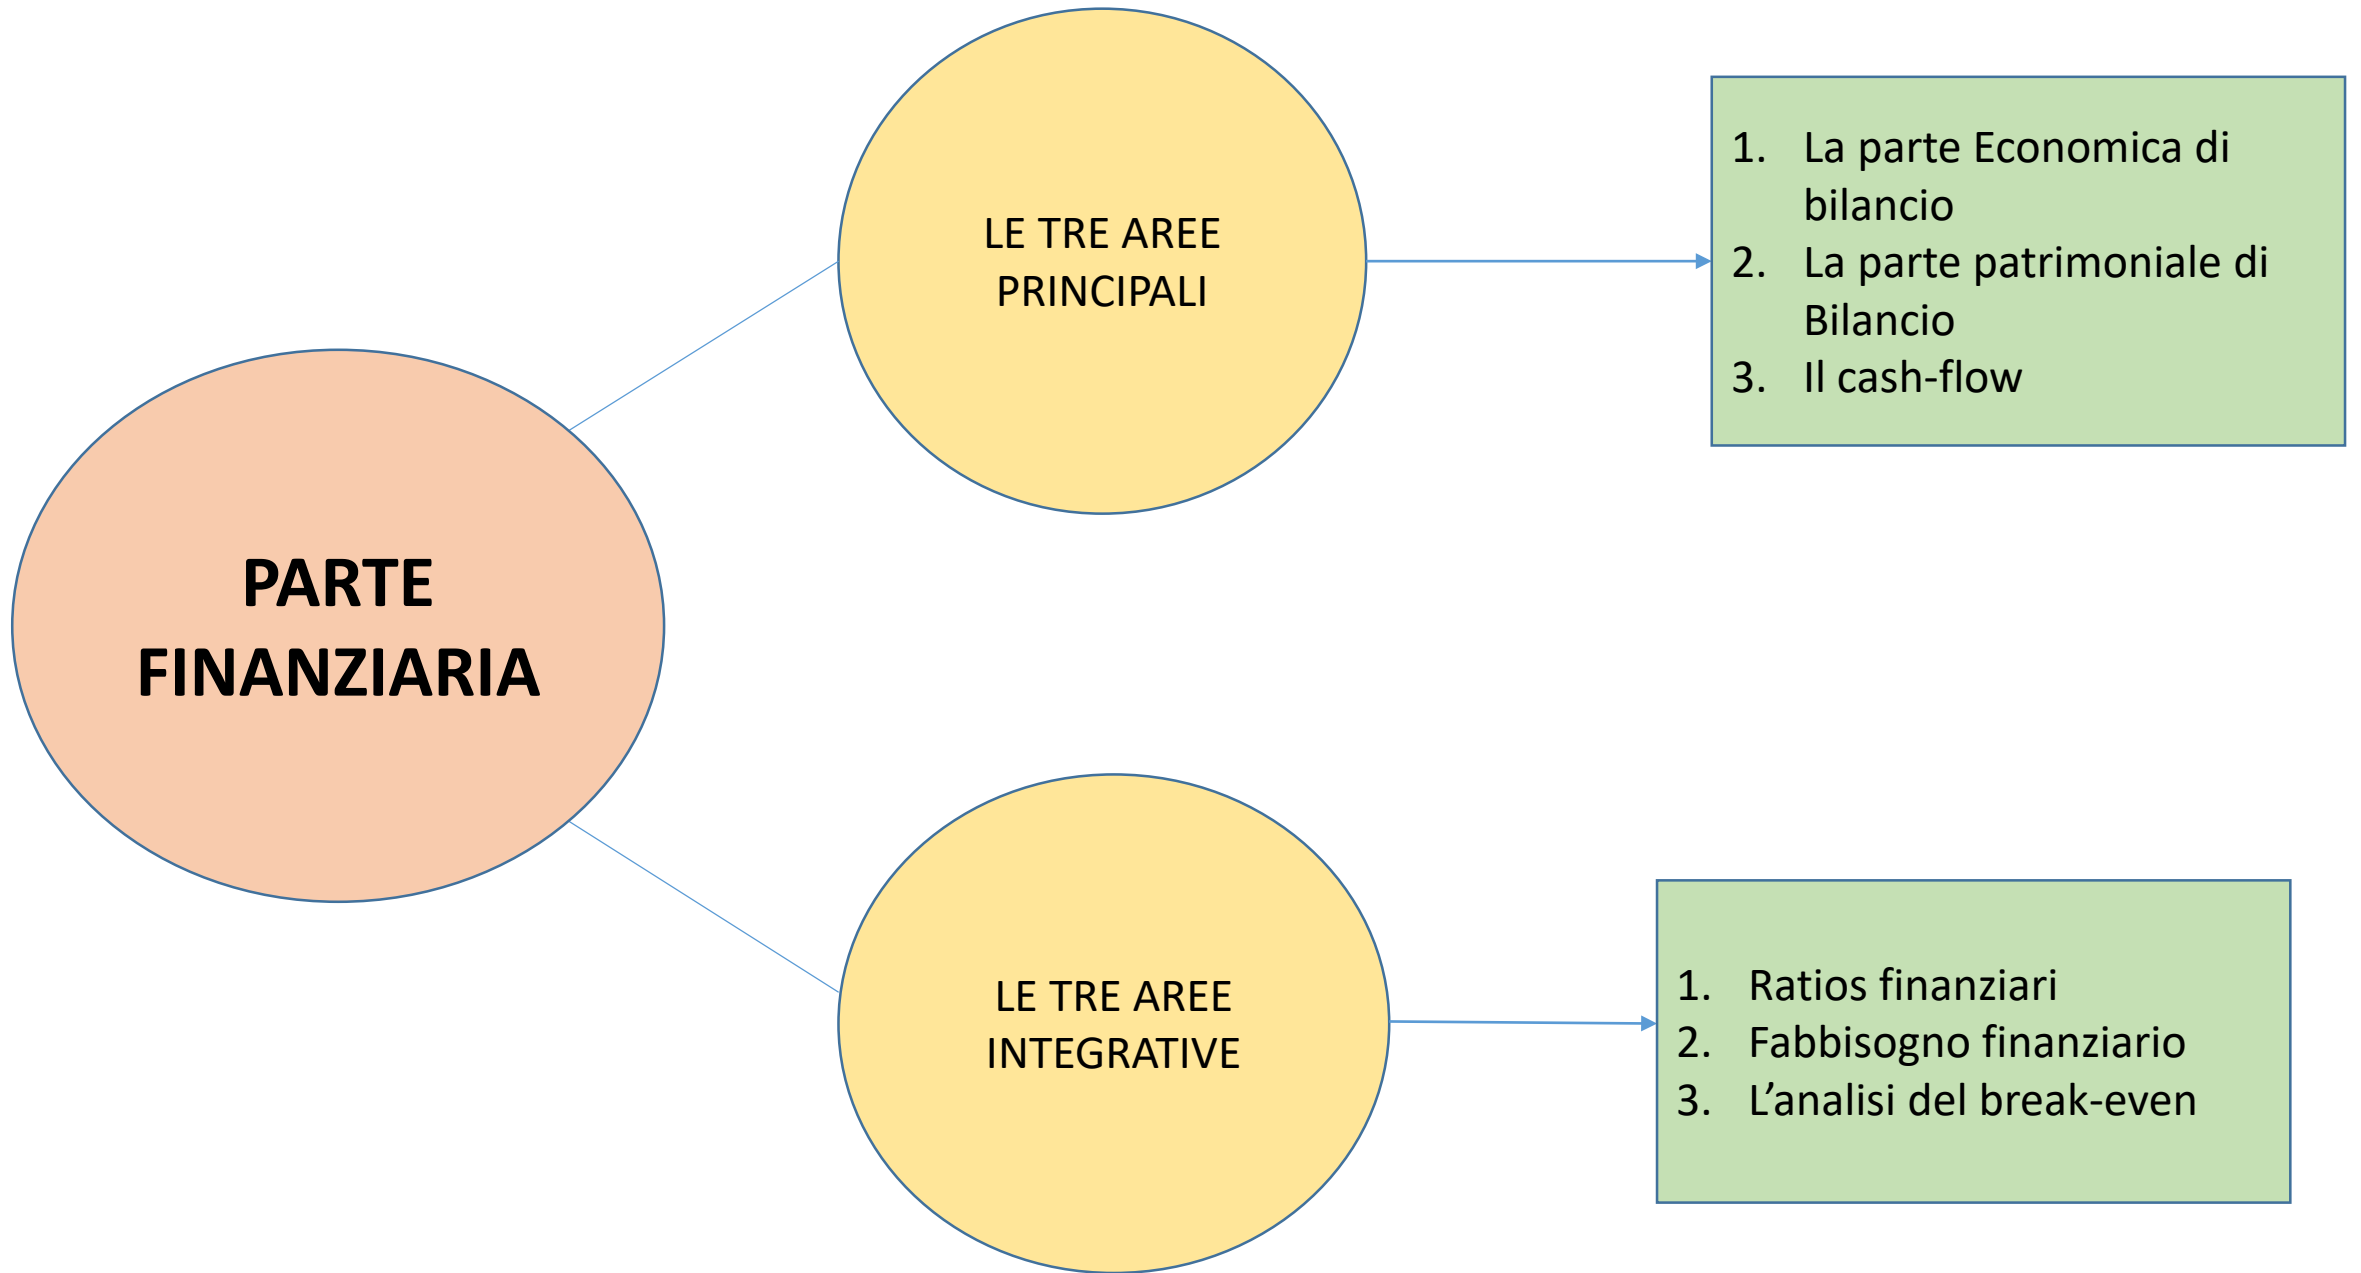 PARTE
FINANZIARIA
LE TRE AREE
PRINCIPALI
1. La parte Economica di
bilancio
2. La parte patrimoniale di
Bilancio
3. Il cash-flow
LE TRE AREE
INTEGRATIVE
1. Ratios finanziari
2. Fabbisogno finanziario
3. L’analisi del break-even